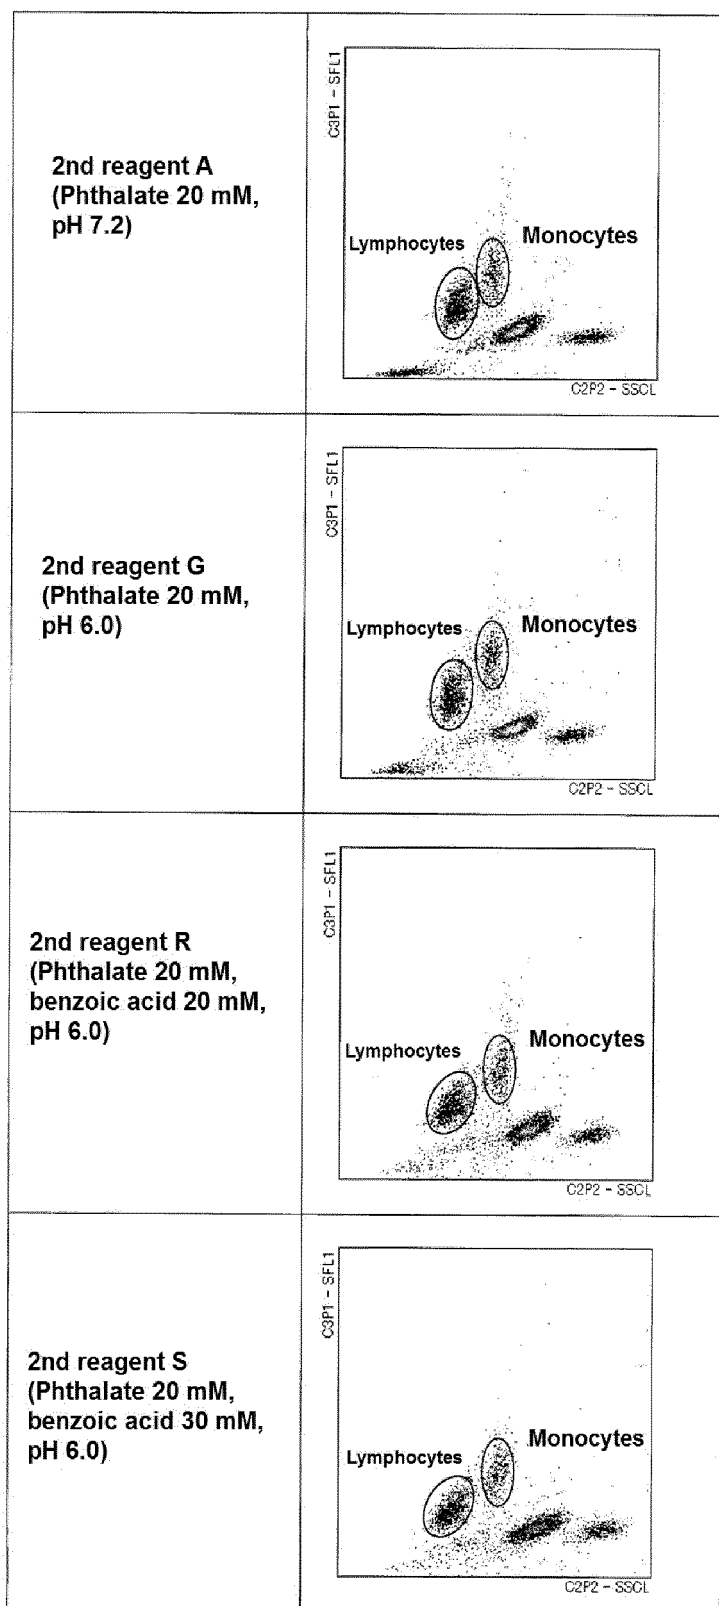 2nd reagent A
(Phthalate 20 mM,
pH 7.2)
C3P1 - SFL1
Lymphocytes
Monocytes
C2P2 - SSCL
2nd reagent G
(Phthalate 20 mM,
pH 6.0)
C3P1 - SFL1
Lymphocytes
Monocytes
C2P2 - SSCL
2nd reagent R
(Phthalate 20 mM,
benzoic acid 20 mM,
pH 6.0)
C3P1 - SFL1
Lymphocytes
Monocytes
C2P2 - SSCL
2nd reagent S
(Phthalate 20 mM,
benzoic acid 30 mM,
pH 6.0)
C3P1 - SFL1
Lymphocytes
Monocytes
C2P2 - SSCL